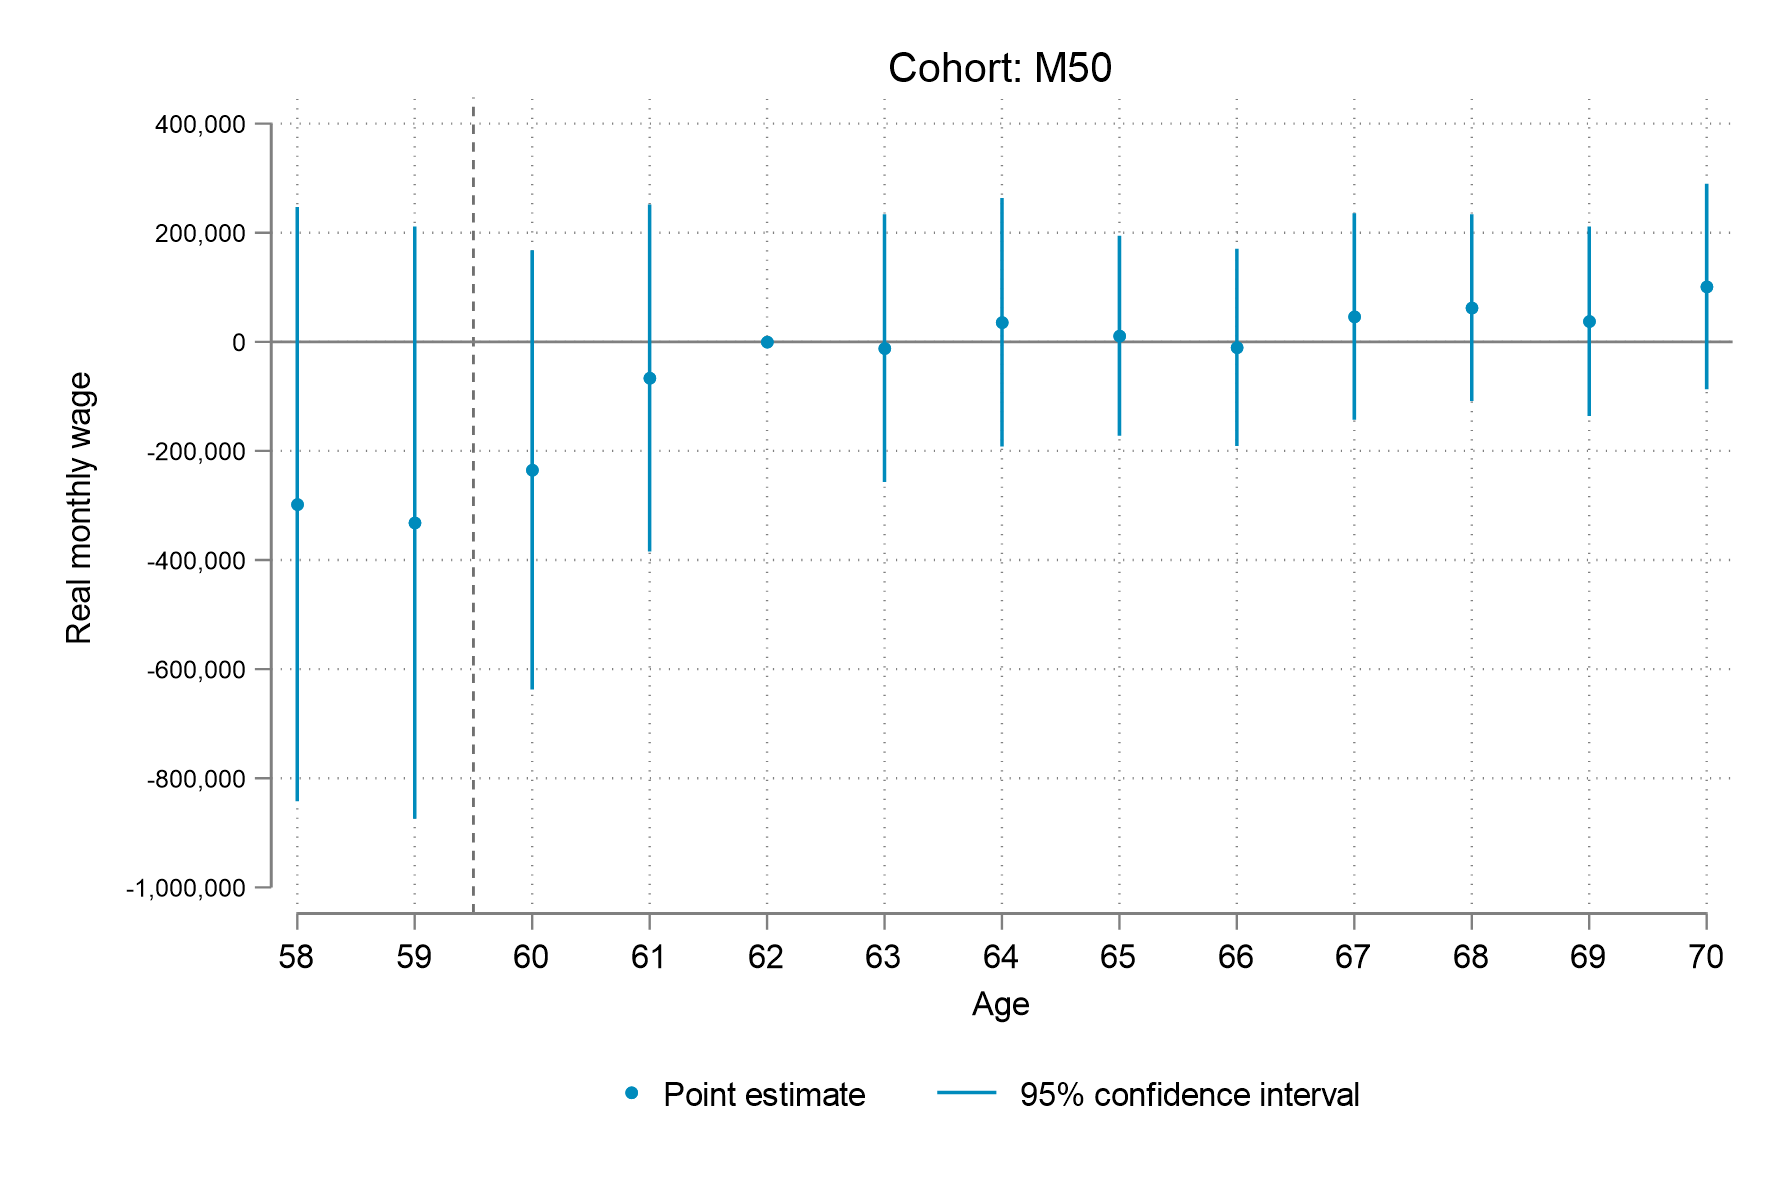 Cohort: M50
400,000
200,000
0
-200,000
-400,000
-600,000
-800,000
-1,000,000
Real monthly wage
58 59 60 61 62 63 64 65 66 67 68 69 70
Age
Point estimate 95% confidence interval